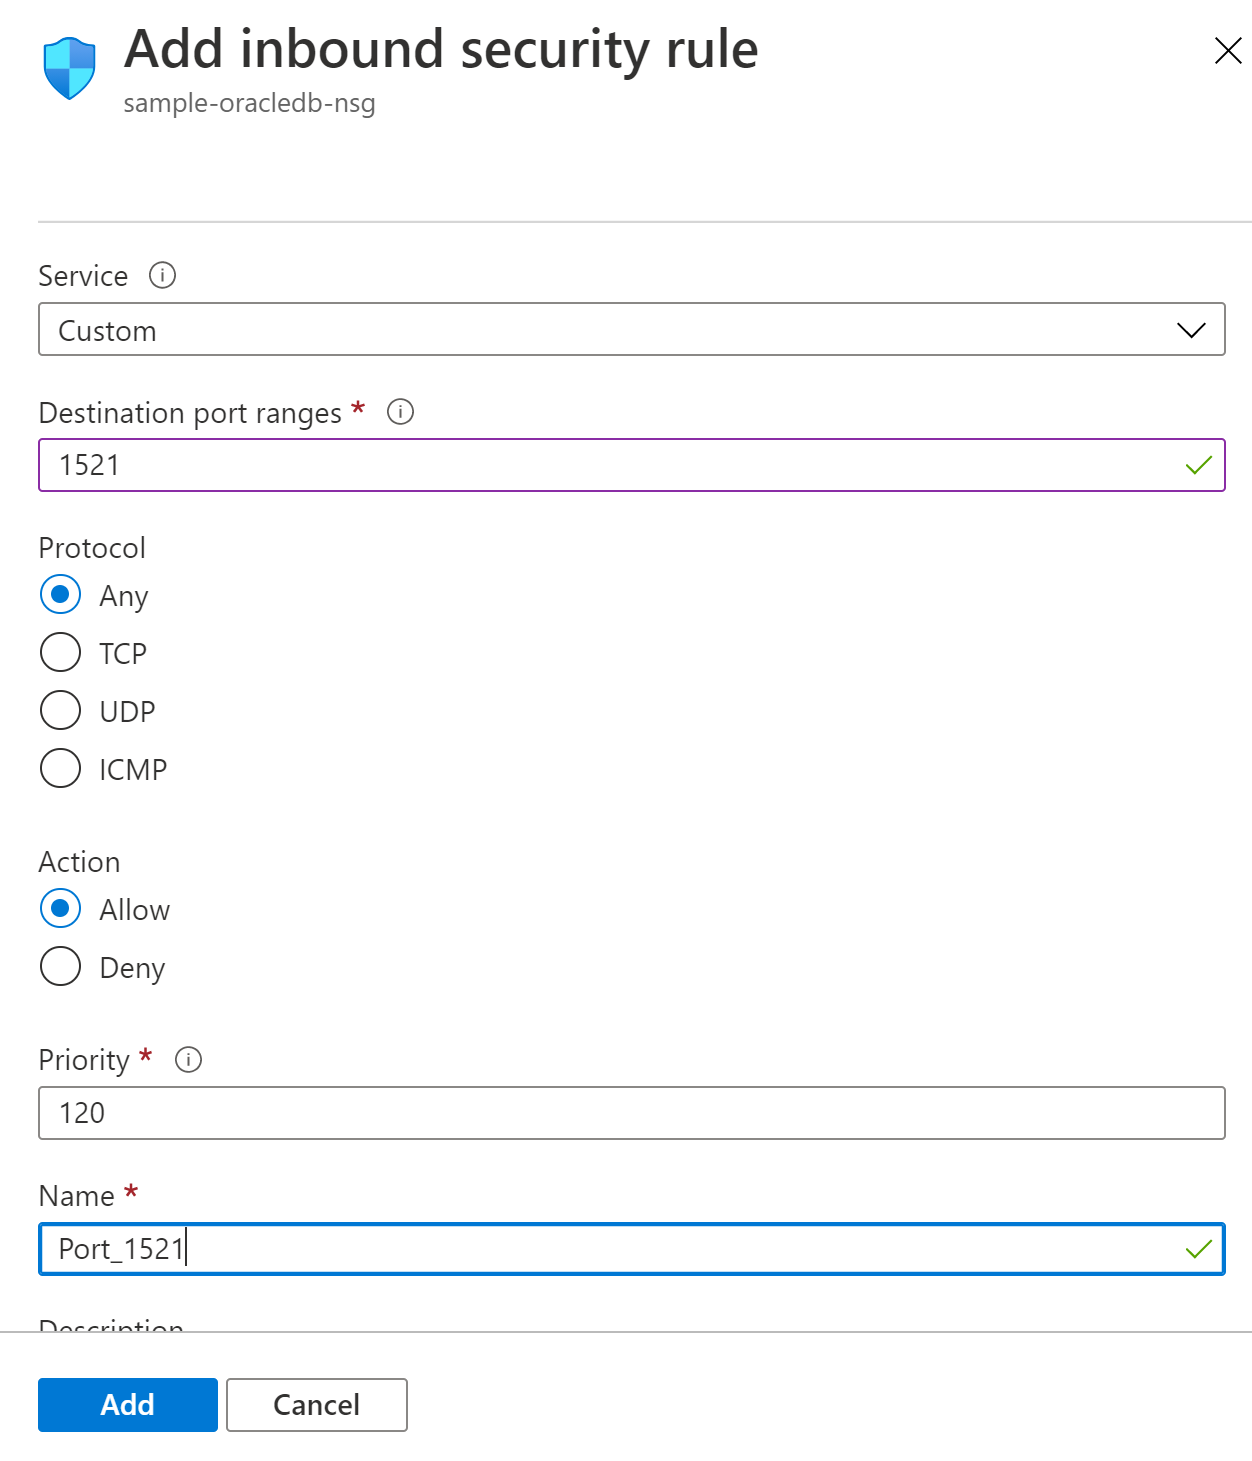 Add inbound security rule
sample-oracledb-nsg
Service
Custom
Destination port ranges *
1521
Protocol
Any
TCP
UDP
ICMP
Action
Allow
Deny
Priority *
120
Name *
Port_1521
Description
Add Cancel